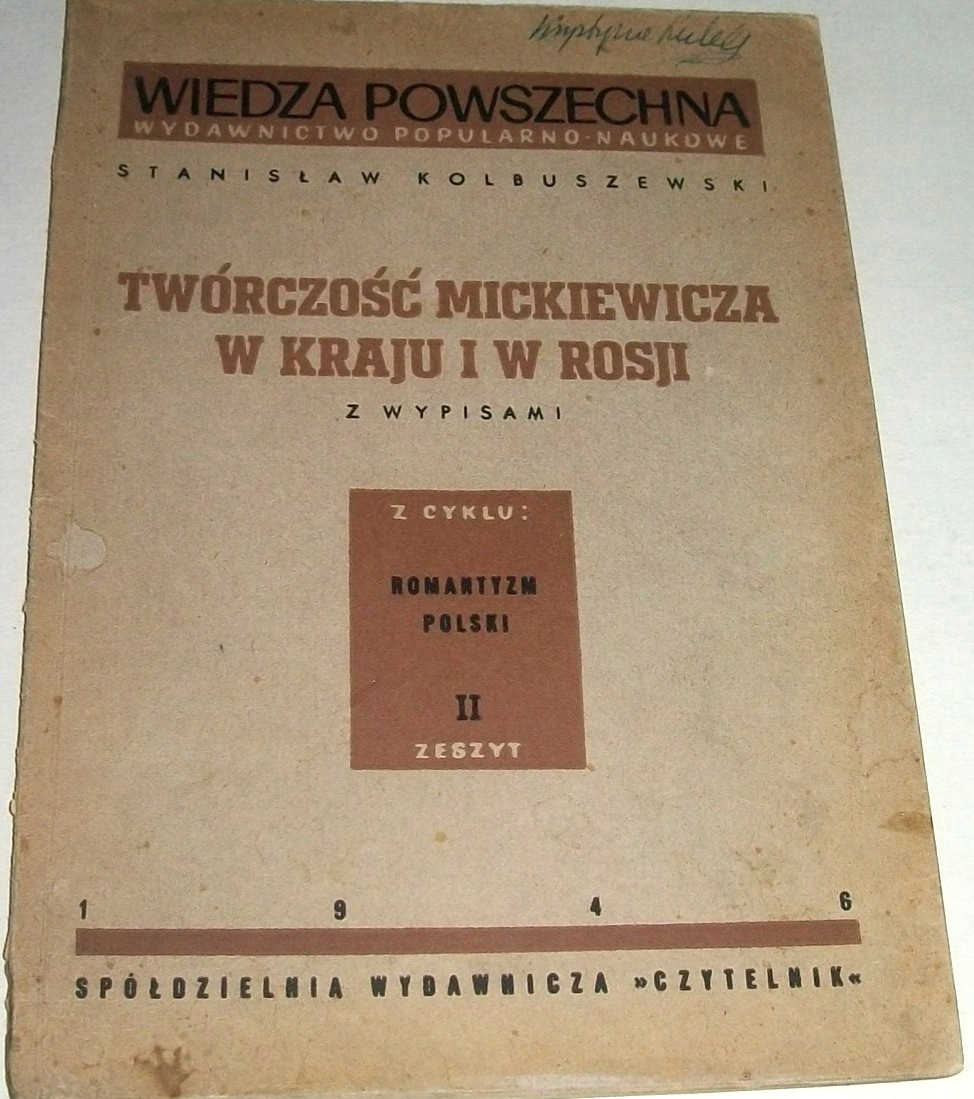 WIEDZA POWSZECHNA
WYDAWNICTWO POPULARNO-NAUKOWE
STANISŁAW KOLBUSZEWSKI
TWÓRCZOŚĆ MICKIEWICZA
W KRAJU I W ROSJI
Z WYPISAMI
Z CYKLU:
ROMANTYZM
POLSKI
II
ZESZYT
1 9 4 6
SPÓŁDZIELNIA WYDAWNICZA »CZYTELNIK«